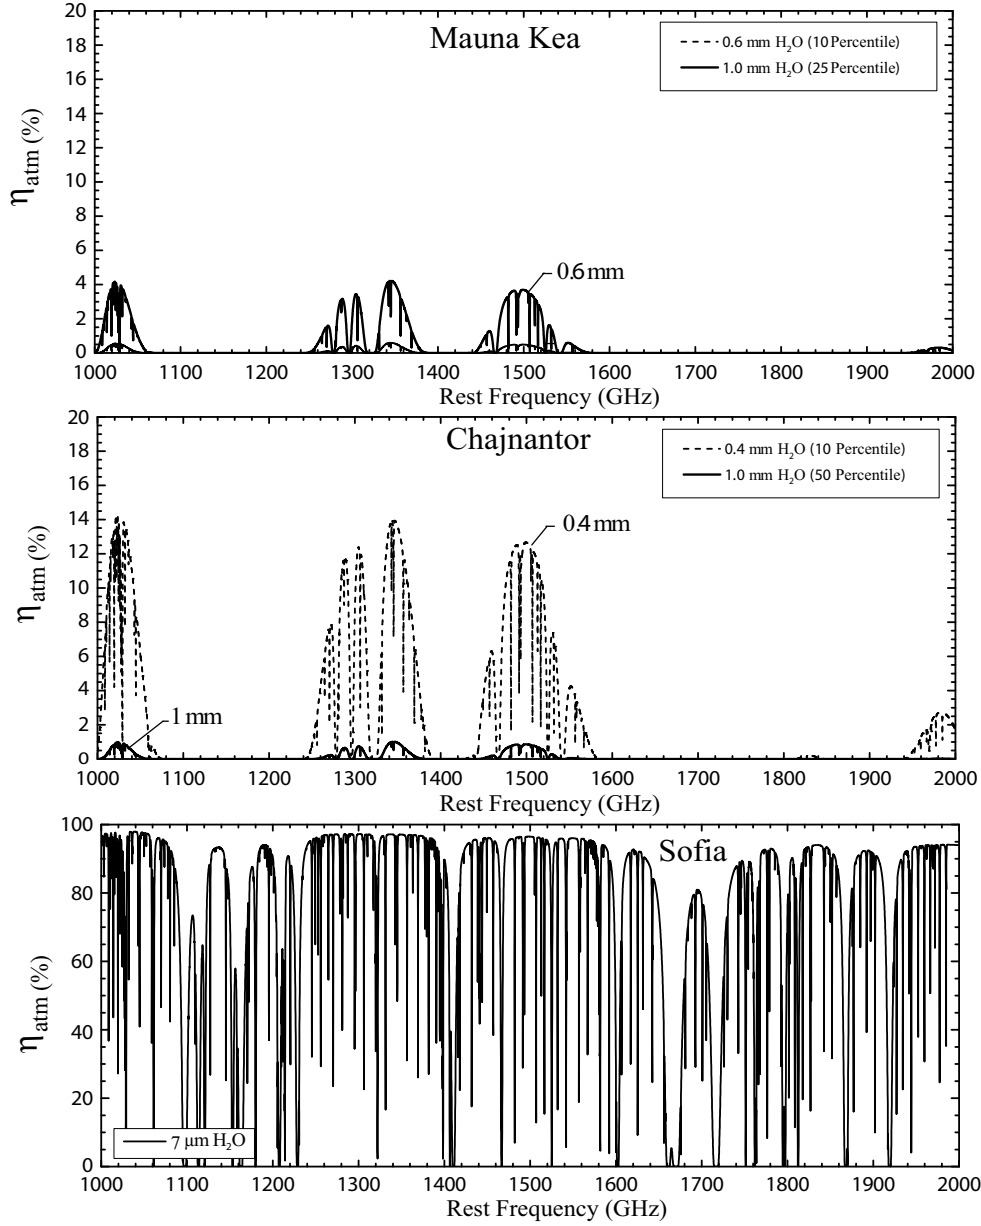 Mauna Kea
0.6 mm H₂O (10 Percentile)
1.0 mm H₂O (25 Percentile)
20
18
16
14
12
10
8
6
4
2
0
ηatm (%)
0.6 mm
1000 1100 1200 1300 1400 1500 1600 1700 1800 1900 2000
Rest Frequency (GHz)
Chajnantor
0.4 mm H₂O (10 Percentile)
1.0 mm H₂O (50 Percentile)
20
18
16
14
12
10
8
6
4
2
0
ηatm (%)
0.4 mm
1 mm
1000 1100 1200 1300 1400 1500 1600 1700 1800 1900 2000
Rest Frequency (GHz)
Sofia
100
80
60
40
20
0
ηatm (%)
7 μm H₂O
1000 1100 1200 1300 1400 1500 1600 1700 1800 1900 2000
Rest Frequency (GHz)